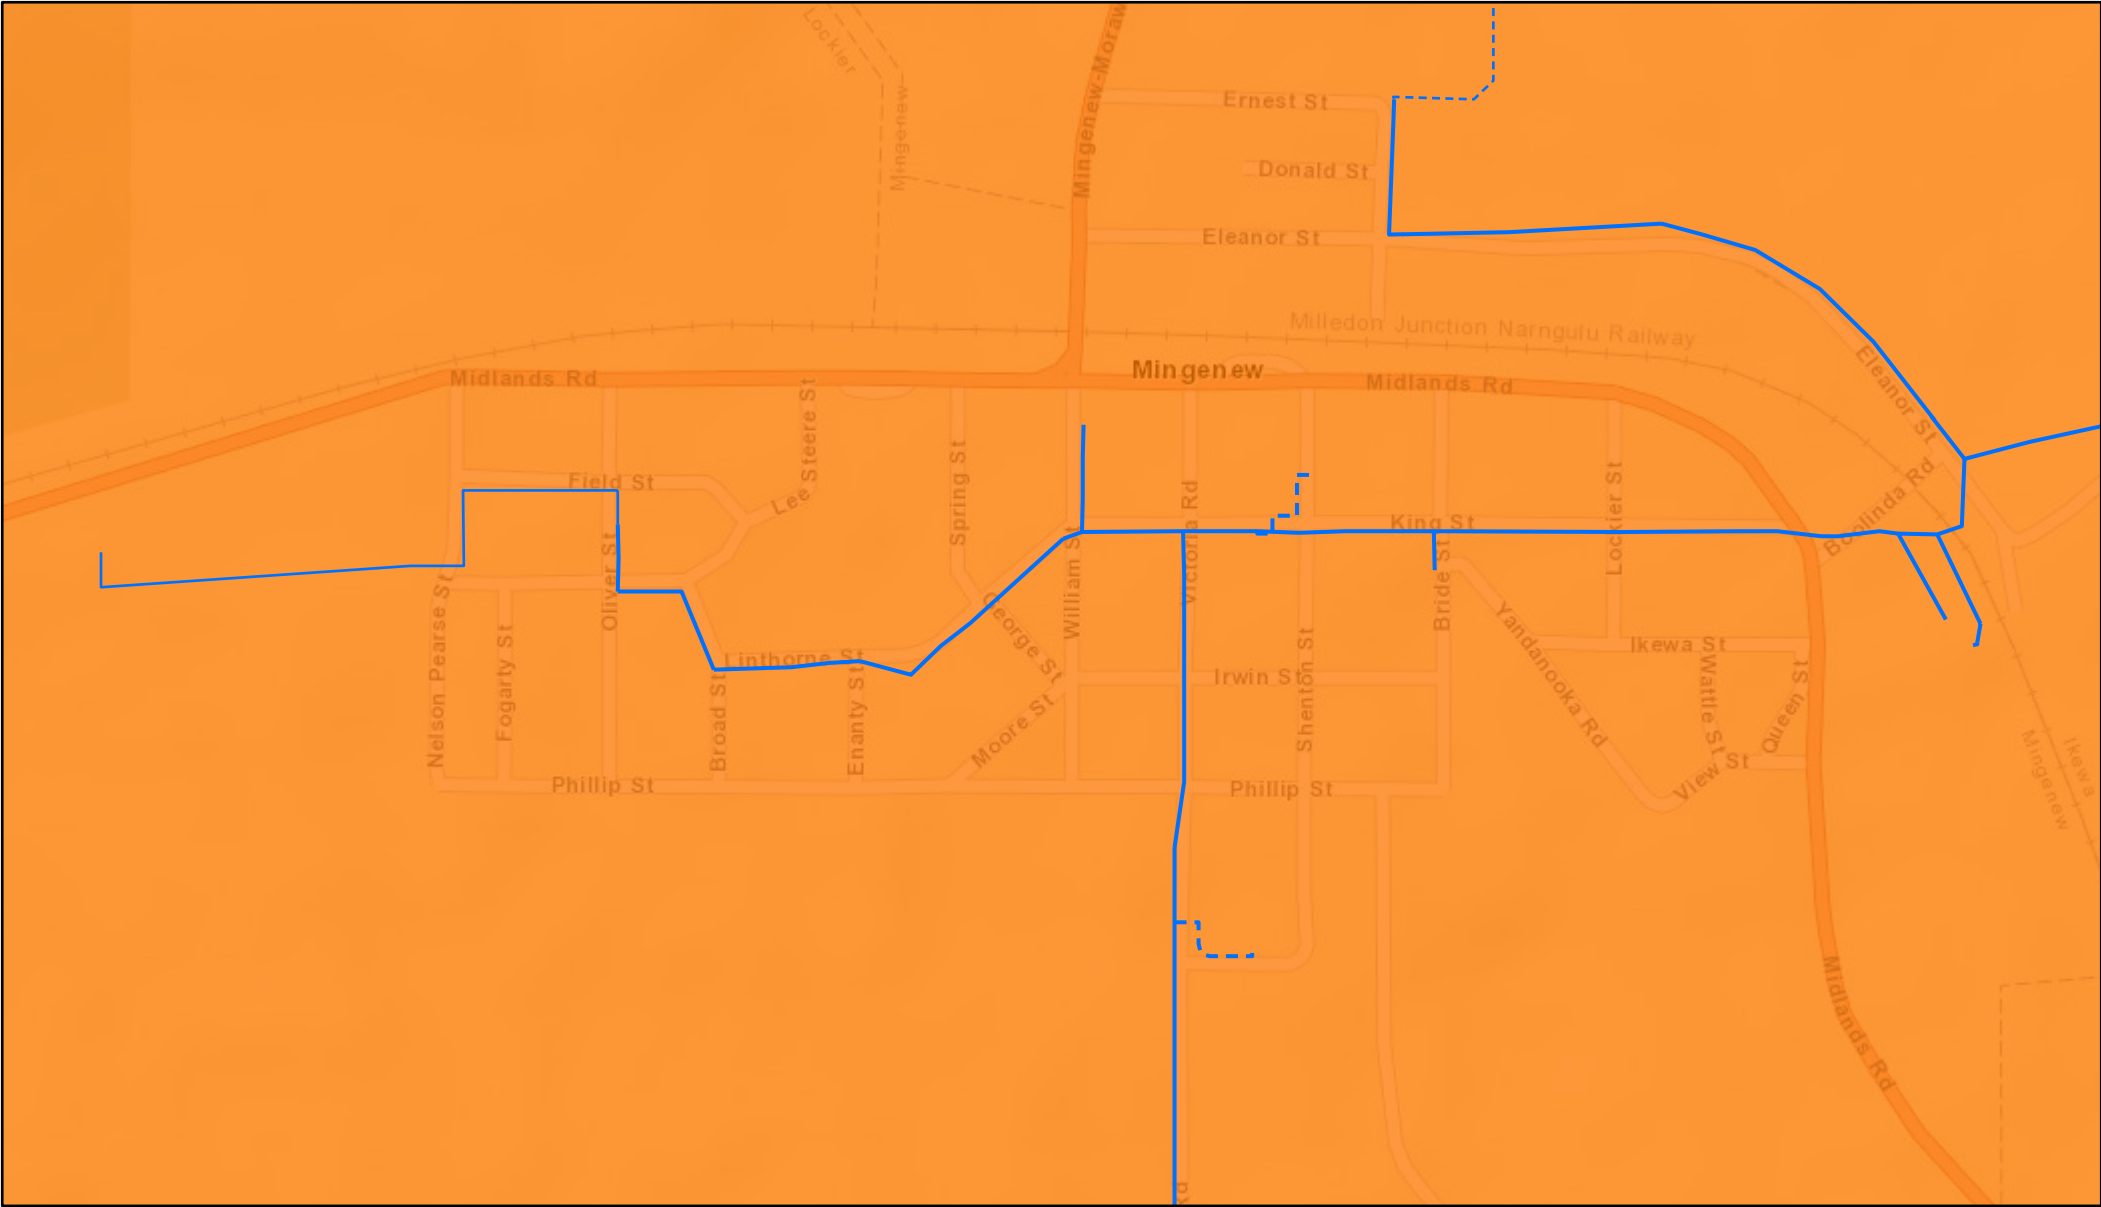 Lockier
Mingenew-Moraw
Mingenew
Ernest St
Donald St
Eleanor St
Milledon Junction Narngulu Railway
Mingenew
Midlands Rd
Midlands Rd
Eleanor St
Steere St
Lee
Field St
Spring St
Victoria Rd
King St
Lockier St
Boolinda Rd
Oliver St
William St
Bride St
Nelson Pearse St
Fogarty St
George St
Linthorne St
Broad St
Enanty St
Moore St
Irwin St
Shenton St
Yandanooka Rd
Ikewa St
Wattle St
Queen St
View St
Phillip St
Phillip St
Ikewa
Mingenew
Midlands Rd
Rd